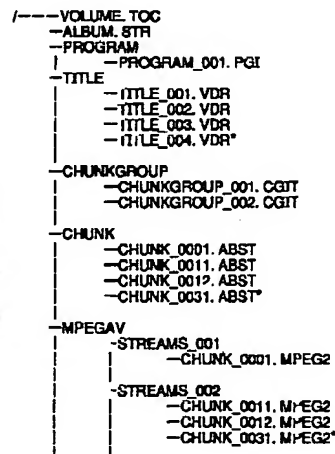 /----VOLUME.TOC
—ALBUM.STR
—PROGRAM
—PROGRAM_001.PGI
—TITLE
—TITLE_001.VDR
—TITLE_002.VDR
—TITLE_003.VDR
—TITLE_004.VDR*
—CHUNKGROUP
—CHUNKGROUP_001.CGIT
—CHUNKGROUP_002.CGIT
—CHUNK
—CHUNK_0001.ABST
—CHUNK_0011.ABST
—CHUNK_0012.ABST
—CHUNK_0031.ABST*
—MPEGAV
-STREAMS_001
—CHUNK_0001.MPEG2
-STREAMS_002
—CHUNK_0011.MPEG2
—CHUNK_0012.MPEG2
—CHUNK_0031.MPEG2*